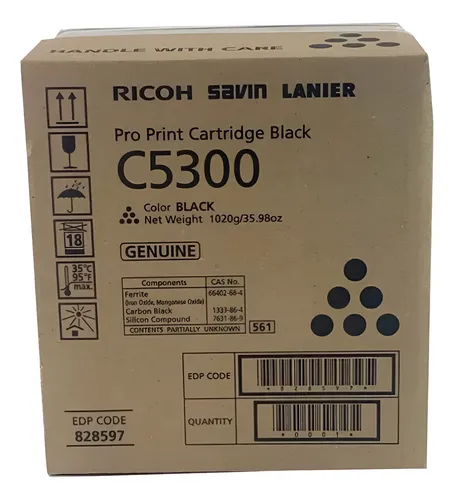 HANDLE WITH CARE
RICOH savin LANIER
Pro Print Cartridge Black
C5300
Color BLACK
Net Weight 1020g/35.98oz
GENUINE
18
35°C
95°F
max.
Components CAS No.
Ferrite 66402-68-4
(Iron Oxide, Manganese Oxide)
Carbon Black 1333-86-4
Silicon Compound 7631-86-9
CONTENTS PARTIALLY UNKNOWN 561
EDP CODE
*828597*
QUANTITY
*0001*
EDP CODE
828597